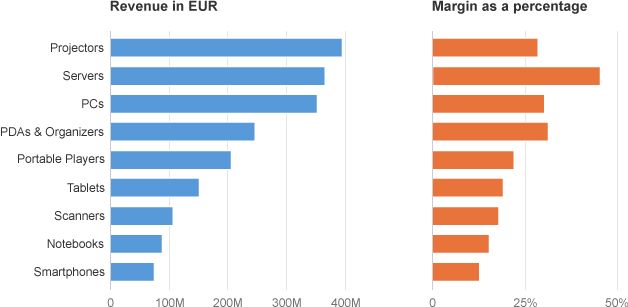 Revenue in EUR
Margin as a percentage
Projectors
Servers
PCs
PDAs & Organizers
Portable Players
Tablets
Scanners
Notebooks
Smartphones
0 100M 200M 300M 400M
0 25% 50%